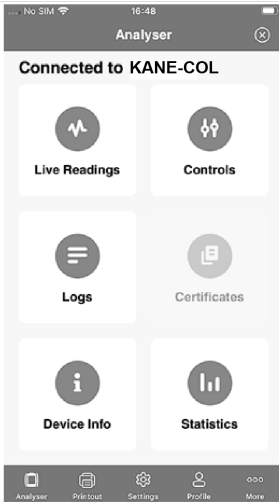 No SIM 16:48
Analyser
Connected to KANE-COL
Live Readings Controls
Logs Certificates
Device Info Statistics
Analyser Printout Settings Profile More